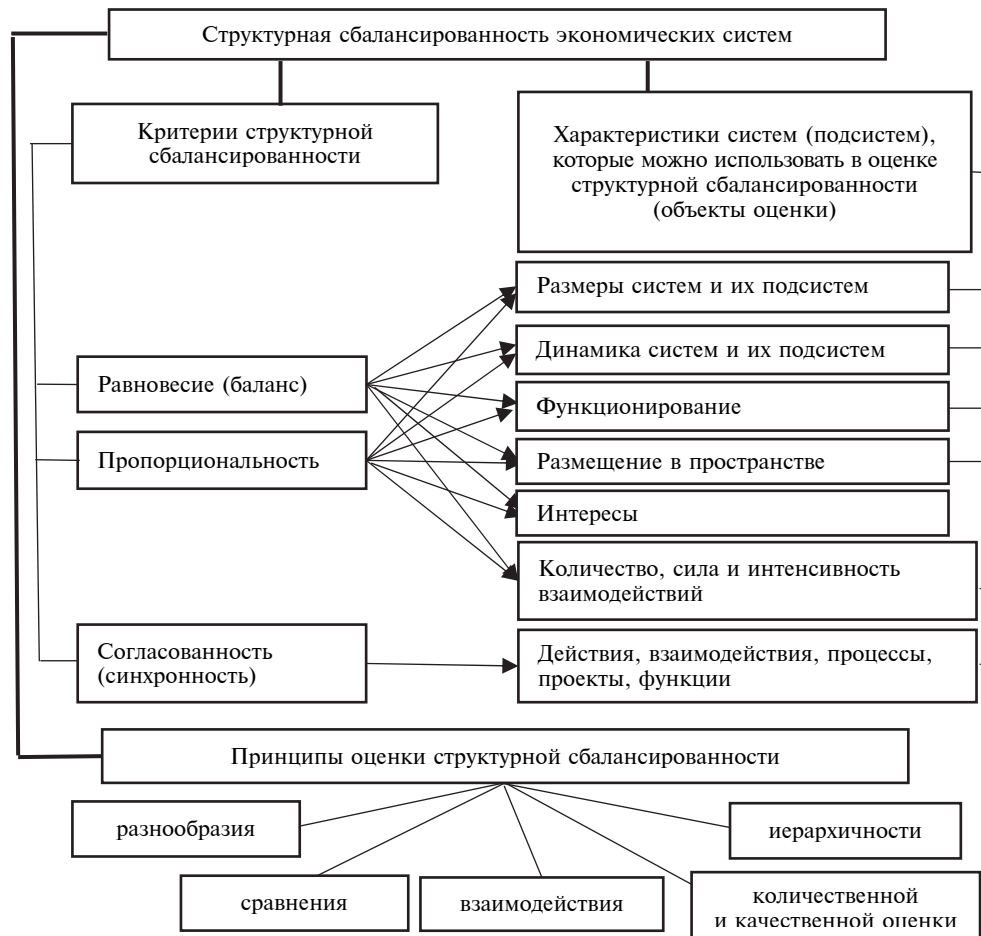 Структурная сбалансированность экономических систем
Критерии структурной
сбалансированности
Характеристики систем (подсистем),
которые можно использовать в оценке
структурной сбалансированности
(объекты оценки)
Размеры систем и их подсистем
Динамика систем и их подсистем
Равновесие (баланс)
Функционирование
Пропорциональность
Размещение в пространстве
Интересы
Количество, сила и интенсивность
взаимодействий
Согласованность
(синхронность)
Действия, взаимодействия, процессы,
проекты, функции
Принципы оценки структурной сбалансированности
разнообразия
иерархичности
сравнения
взаимодействия
количественной
и качественной оценки